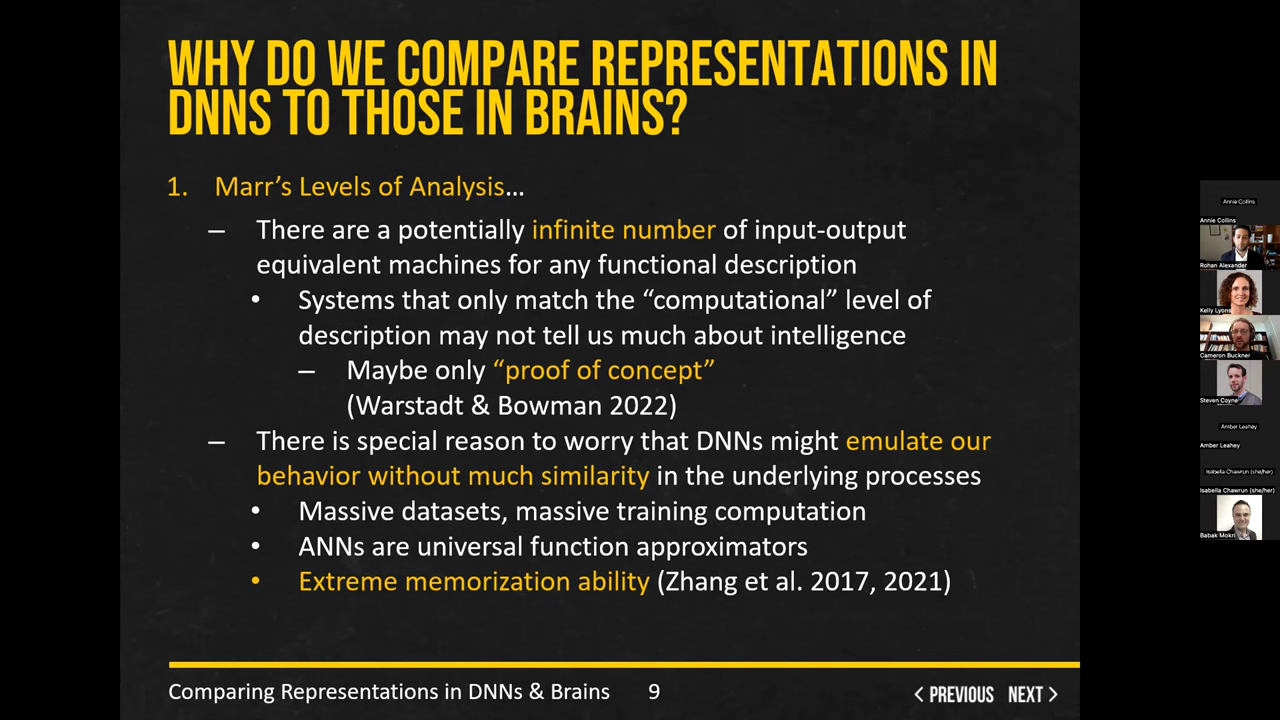 WHY DO WE COMPARE REPRESENTATIONS IN
DNNS TO THOSE IN BRAINS?
1. Marr’s Levels of Analysis…
– There are a potentially infinite number of input-output
equivalent machines for any functional description
• Systems that only match the “computational” level of
description may not tell us much about intelligence
– Maybe only “proof of concept”
(Warstadt & Bowman 2022)
– There is special reason to worry that DNNs might emulate our
behavior without much similarity in the underlying processes
• Massive datasets, massive training computation
• ANNs are universal function approximators
• Extreme memorization ability (Zhang et al. 2017, 2021)
Comparing Representations in DNNs & Brains 9
< PREVIOUS NEXT >
Annie Collins
Annie Collins
Rohan Alexander
Kelly Lyons
Cameron Buckner
Steven Coyne
Amber Leahey
Amber Leahey
Isabella Chawrun (she/her)
Isabella Chawrun (she/her)
Babak Mokri